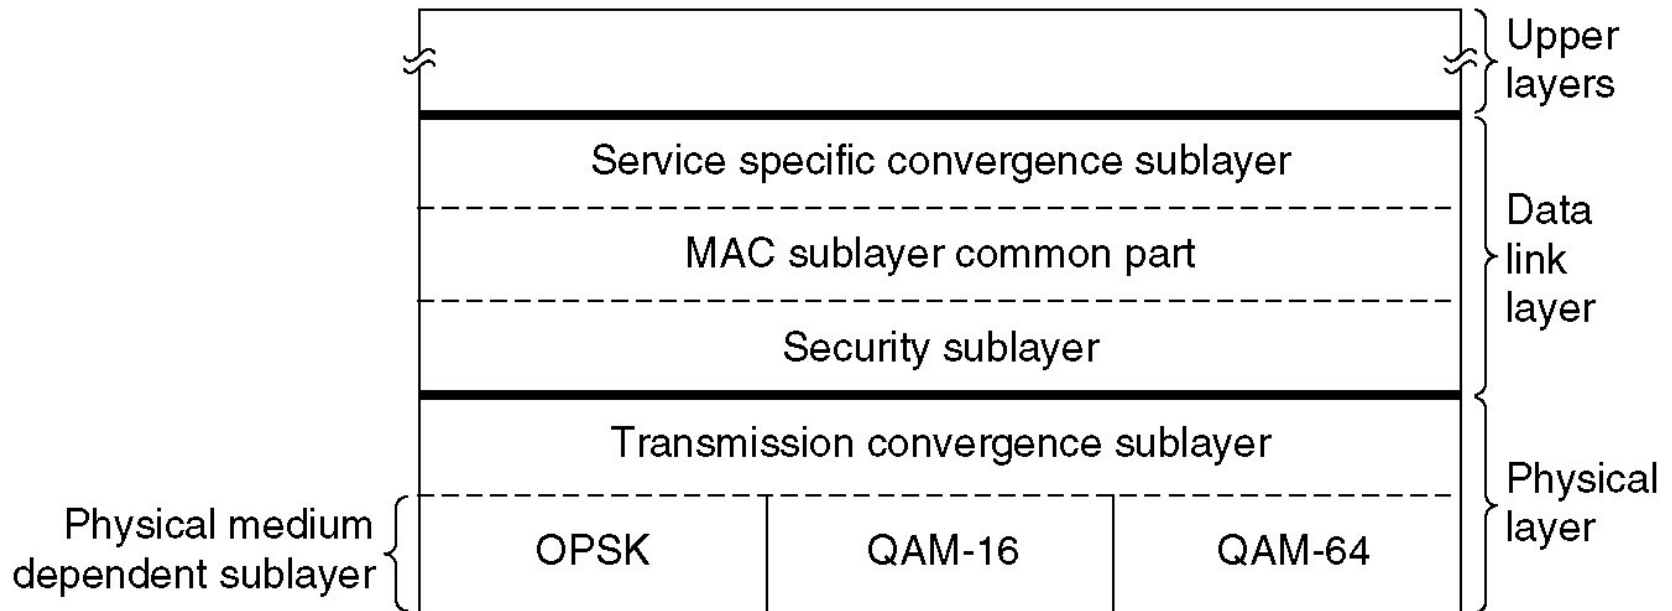 Upper
layers
Service specific convergence sublayer
MAC sublayer common part
Security sublayer
Data
link
layer
Transmission convergence sublayer
Physical
layer
Physical medium
dependent sublayer
OPSK
QAM-16
QAM-64